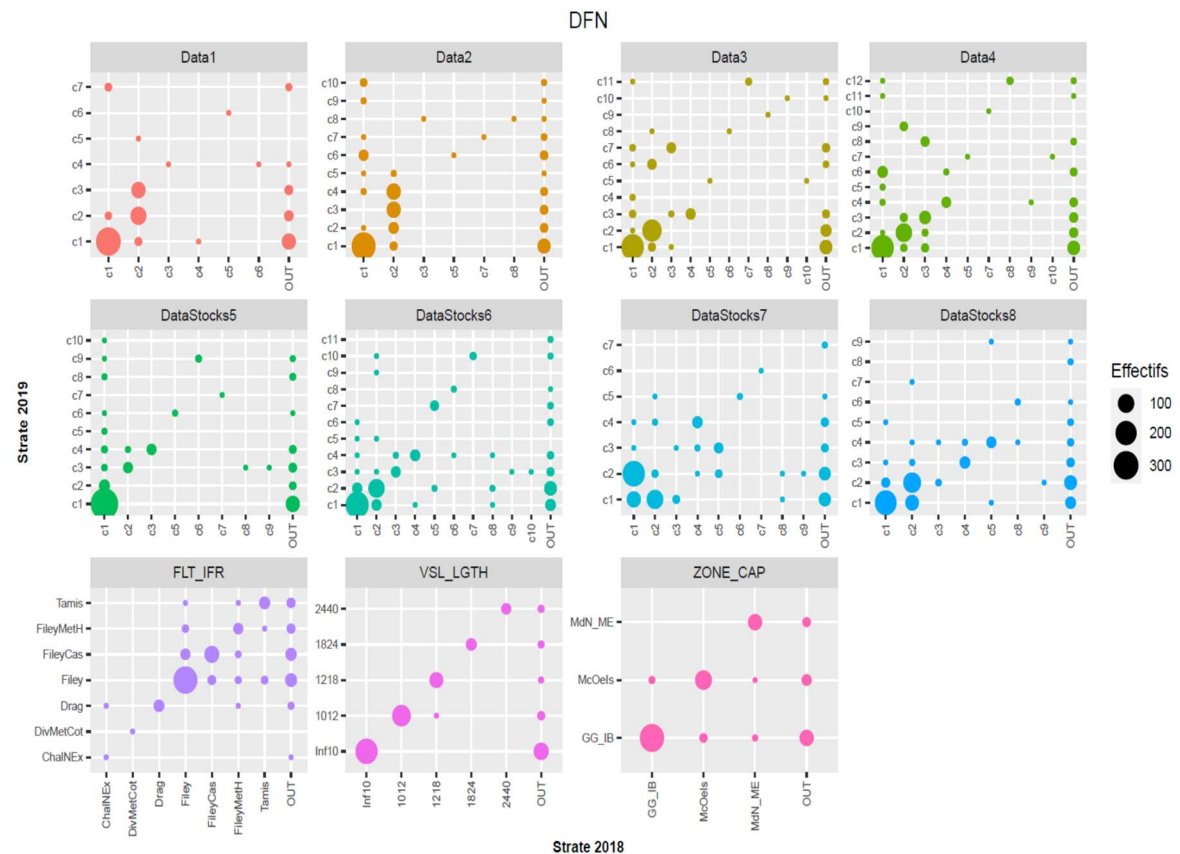 DFN
Data1 Data2 Data3 Data4
c7
c6
c5
c4
c3
c2
c1
c1 c2 c3 c4 c5 c6 OUT
c10
c9
c8
c7
c6
c5
c4
c3
c2
c1
c1 c2 c3 c5 c7 c8 OUT
c11
c10
c9
c8
c7
c6
c5
c4
c3
c2
c1
c1 c2 c3 c4 c5 c6 c7 c8 c9 c10 OUT
c12
c11
c10
c9
c8
c7
c6
c5
c4
c3
c2
c1
c1 c2 c3 c4 c5 c7 c8 c9 c10 OUT
DataStocks5 DataStocks6 DataStocks7 DataStocks8
c10
c9
c8
c7
c6
c5
c4
c3
c2
c1
c1 c2 c3 c5 c6 c7 c8 c9 OUT
c11
c10
c9
c8
c7
c6
c5
c4
c3
c2
c1
c1 c2 c3 c4 c5 c6 c7 c8 c9 c10 OUT
c7
c6
c5
c4
c3
c2
c1
c1 c2 c3 c4 c5 c6 c7 c8 c9 OUT
c9
c8
c7
c6
c5
c4
c3
c2
c1
c1 c2 c3 c4 c5 c8 c9 OUT
Effectifs
100
200
300
Strate 2019
FLT_IFR VSL_LGTH ZONE_CAP
Tamis
FileyMetH
FileyCas
Filey
Drag
DivMetCot
ChalNEx
ChalNEx DivMetCot Drag Filey FileyCas FileyMetH Tamis OUT
2440
1824
1218
1012
Inf10
Inf10 1012 1218 1824 2440 OUT
MdN_ME
McOels
GG_IB
GG_IB McOels MdN_ME OUT
Strate 2018